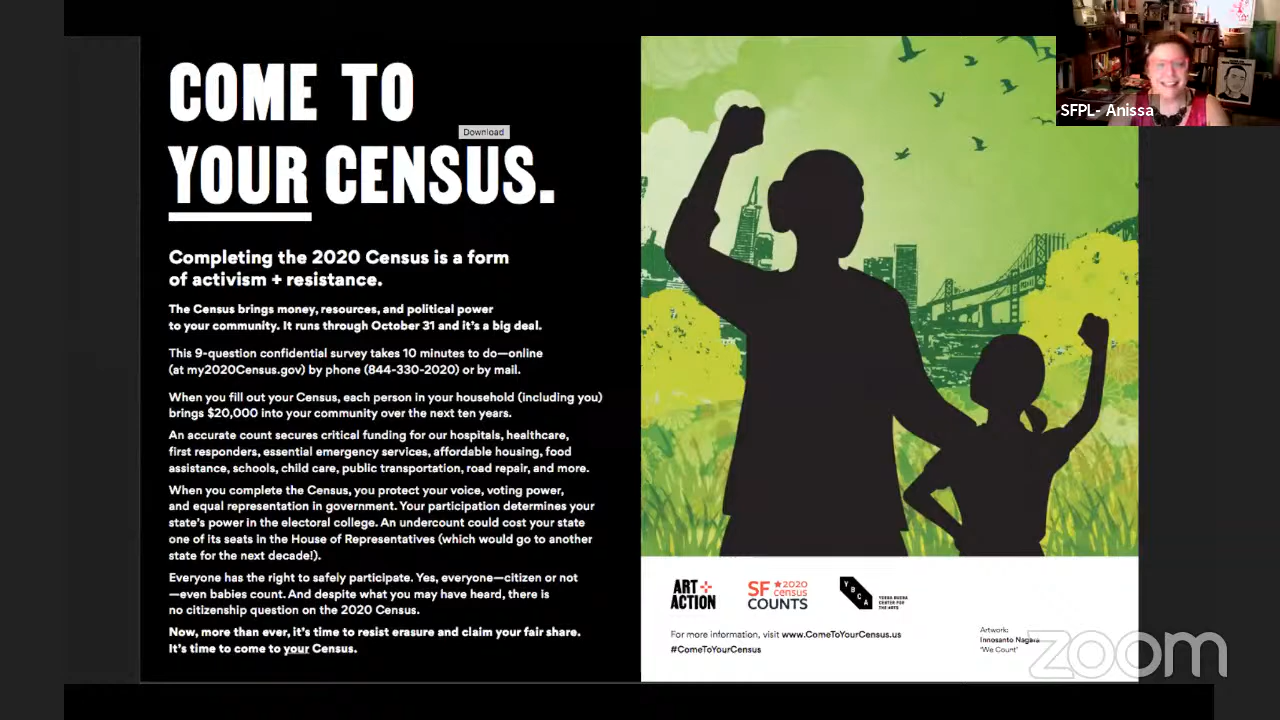 COME TO
Download
YOUR CENSUS.
Completing the 2020 Census is a form
of activism + resistance.
The Census brings money, resources, and political power
to your community. It runs through October 31 and it's a big deal.
This 9-question confidential survey takes 10 minutes to do—online
(at my2020Census.gov) by phone (844-330-2020) or by mail.
When you fill out your Census, each person in your household (including you)
brings $20,000 into your community over the next ten years.
An accurate count secures critical funding for our hospitals, healthcare,
first responders, essential emergency services, affordable housing, food
assistance, schools, child care, public transportation, road repair, and more.
When you complete the Census, you protect your voice, voting power,
and equal representation in government. Your participation determines your
state's power in the electoral college. An undercount could cost your state
one of its seats in the House of Representatives (which would go to another
state for the next decade!).
Everyone has the right to safely participate. Yes, everyone—citizen or not
—even babies count. And despite what you may have heard, there is
no citizenship question on the 2020 Census.
Now, more than ever, it's time to resist erasure and claim your fair share.
It's time to come to your Census.
SFPL- Anissa
ART+
ACTION
SF ★2020
census
COUNTS
YBCA
YERBA BUENA
CENTER FOR
THE ARTS
For more information, visit www.ComeToYourCensus.us
#ComeToYourCensus
Artwork:
Innosanto Nagara
'We Count'
zoom